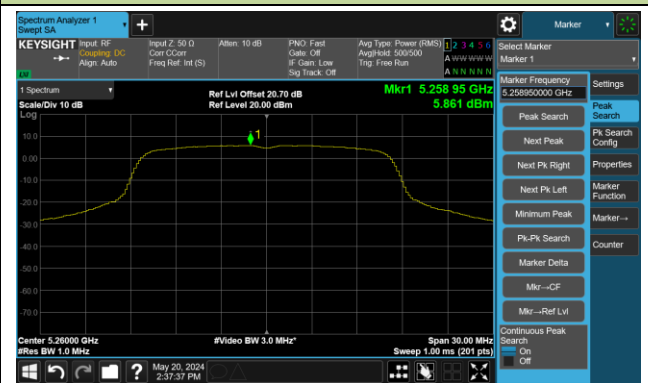 Spectrum Analyzer 1
Swept SA
Marker
KEYSIGHT
Input: RF
Coupling: DC
Align: Auto
Input Z: 50 Ω
Corr CCorr
Freq Ref: Int (S)
Atten: 10 dB
PNO: Fast
Gate: Off
IF Gain: Low
Sig Track: Off
Avg Type: Power (RMS)
Avg|Hold: 500/500
Trig: Free Run
1 2 3 4 5 6
A W W W W W
A N N N N N
Select Marker
Marker 1
1 Spectrum
Scale/Div 10 dB
Log
Ref Lvl Offset 20.70 dB
Ref Level 20.00 dBm
Mkr1 5.258 95 GHz
5.861 dBm
1
10.0
0.00
-10.0
-20.0
-30.0
-40.0
-50.0
-60.0
-70.0
Center 5.26000 GHz
#Res BW 1.0 MHz
#Video BW 3.0 MHz*
Span 30.00 MHz
Sweep 1.00 ms (201 pts)
Marker Frequency
5.258950000 GHz
Peak Search
Next Peak
Next Pk Right
Next Pk Left
Minimum Peak
Pk-Pk Search
Marker Delta
Mkr→CF
Mkr→Ref Lvl
Continuous Peak
Search
On
Off
Settings
Peak
Search
Pk Search
Config
Properties
Marker
Function
Marker→
Counter
May 20, 2024
2:37:37 PM